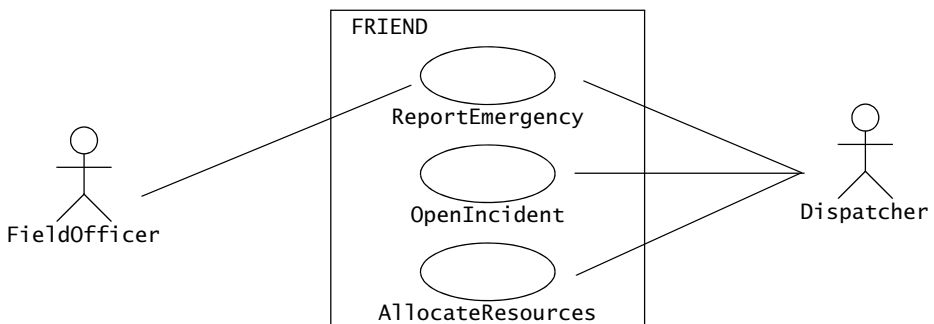 FRIEND
ReportEmergency
OpenIncident
Dispatcher
FieldOfficer
AllocateResources